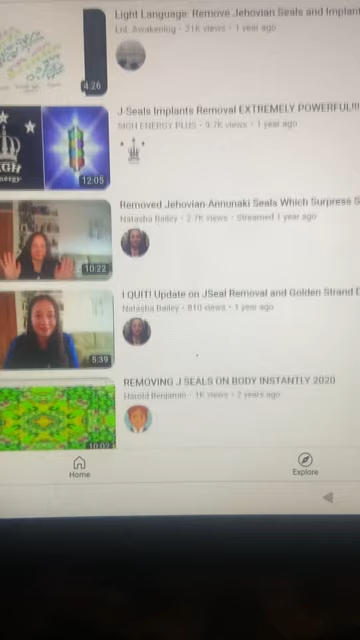 Light Language: Remove Jehovian Seals and Implant
Awakening • 21K views • 1 year ago
4:26
J-Seals Implants Removal EXTREMELY POWERFUL!!!
HIGH ENERGY PLUS • 9.7K views • 1 year ago
12:05
Removed Jehovian-Annunaki Seals Which Surpress S
Natasha Bailey • 2.7K views • Streamed 1 year ago
10:22
I QUIT! Update on JSeal Removal and Golden Strand D
Natasha Bailey • 810 views • 1 year ago
5:39
REMOVING J SEALS ON BODY INSTANTLY 2020
Harold Benjamin • 1K views • 2 years ago
10:02
Home
Explore